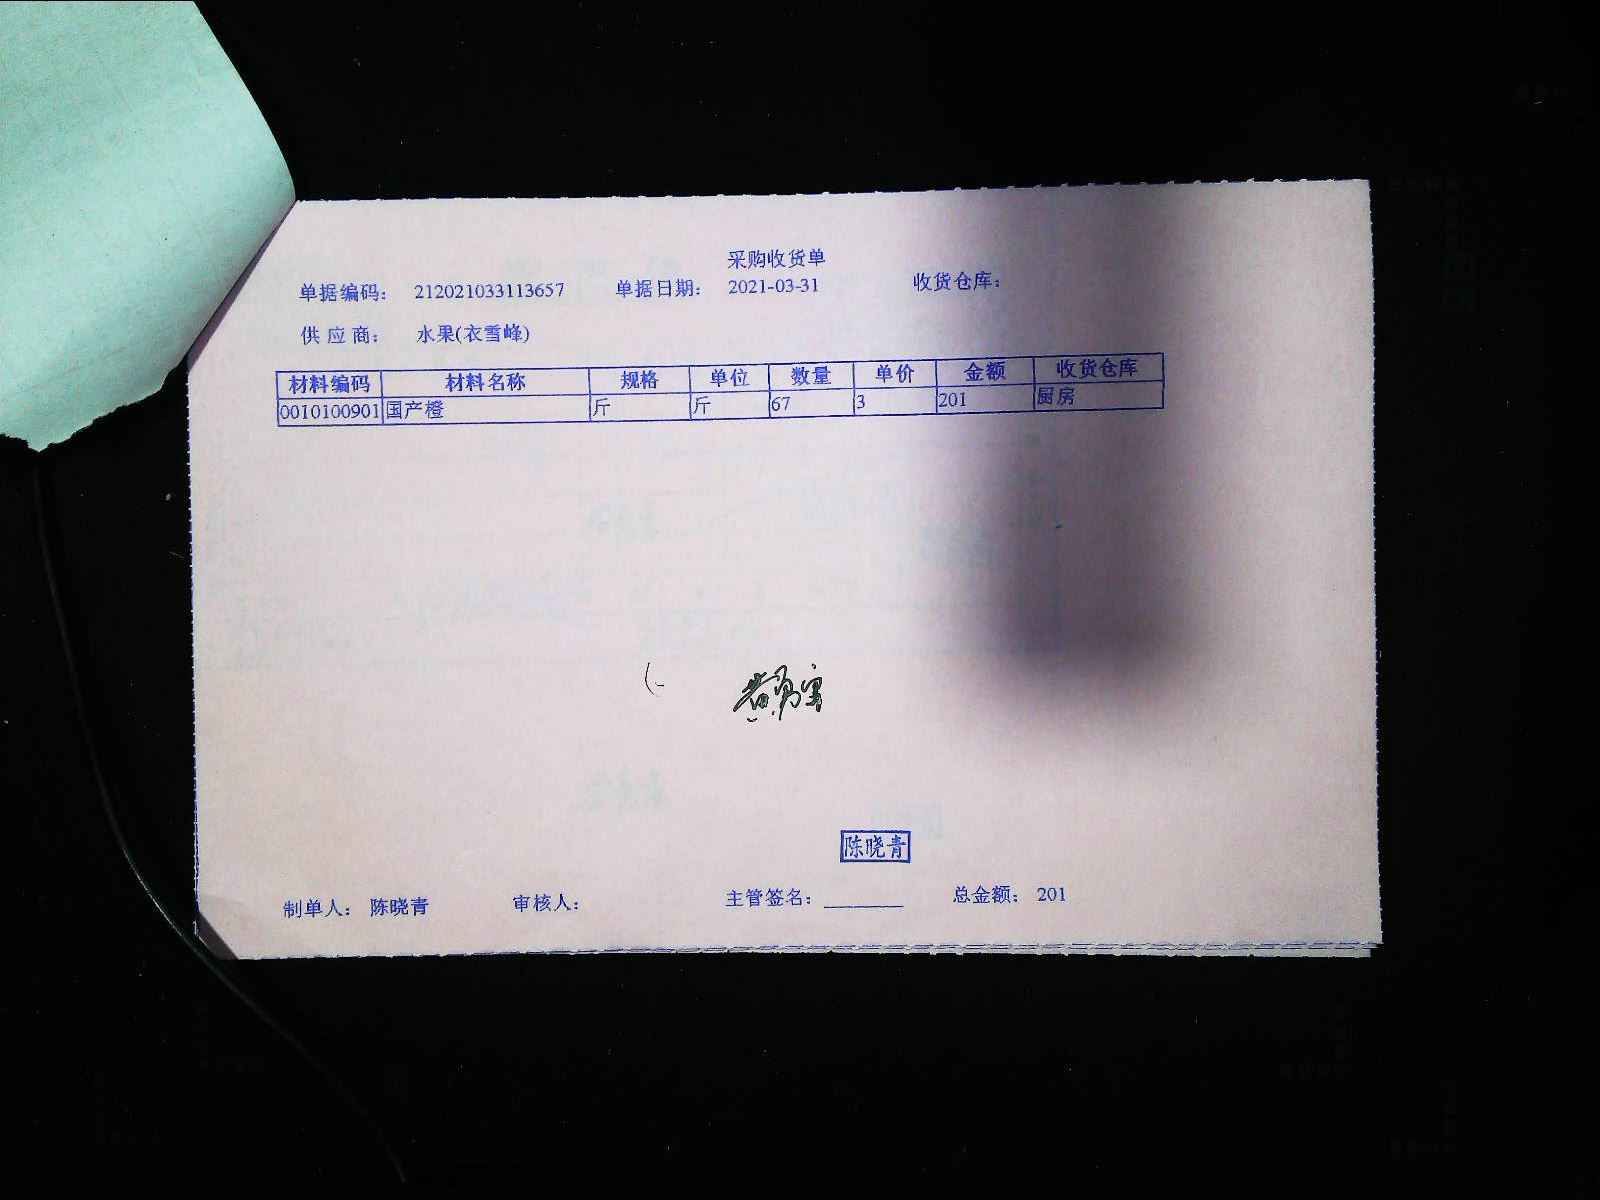 采购收货单
单据编码： 212021033113657 单据日期： 2021-03-31 收货仓库：
供 应 商： 水果(衣雪峰)
材料编码 材料名称 规格 单位 数量 单价 金额 收货仓库
0010100901 国产橙 斤 斤 67 3 201 厨房
陈晓青
制单人： 陈晓青 审核人： 主管签名：________ 总金额： 201